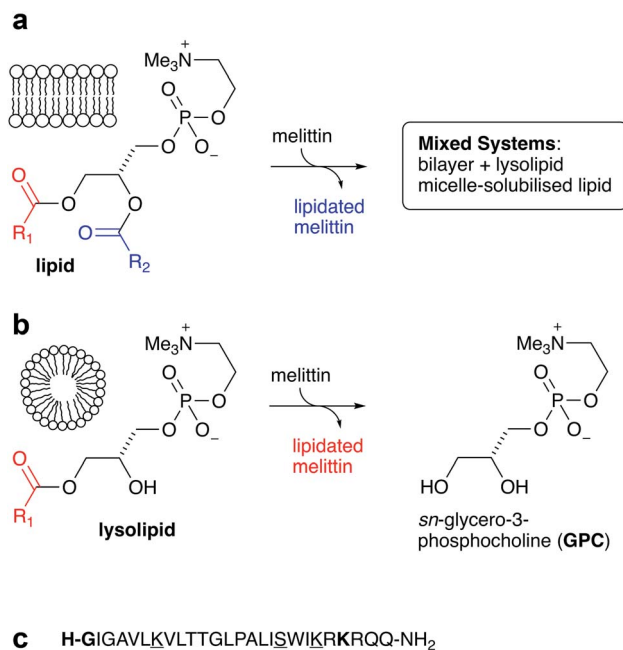 a
Me3N+
O
P
O
O
O−
O
O
O
O
R1
R2
lipid
melittin
lipidated
melittin
Mixed Systems:
bilayer + lysolipid
micelle-solubilised lipid
b
Me3N+
O
P
O
O
O−
O
O
OH
R1
lysolipid
melittin
lipidated
melittin
Me3N+
O
P
O
O
O−
HO
OH
sn-glycero-3-
phosphocholine (GPC)
c H-GIGAVLKVLTTGLPALISWIKRKRQQ-NH2